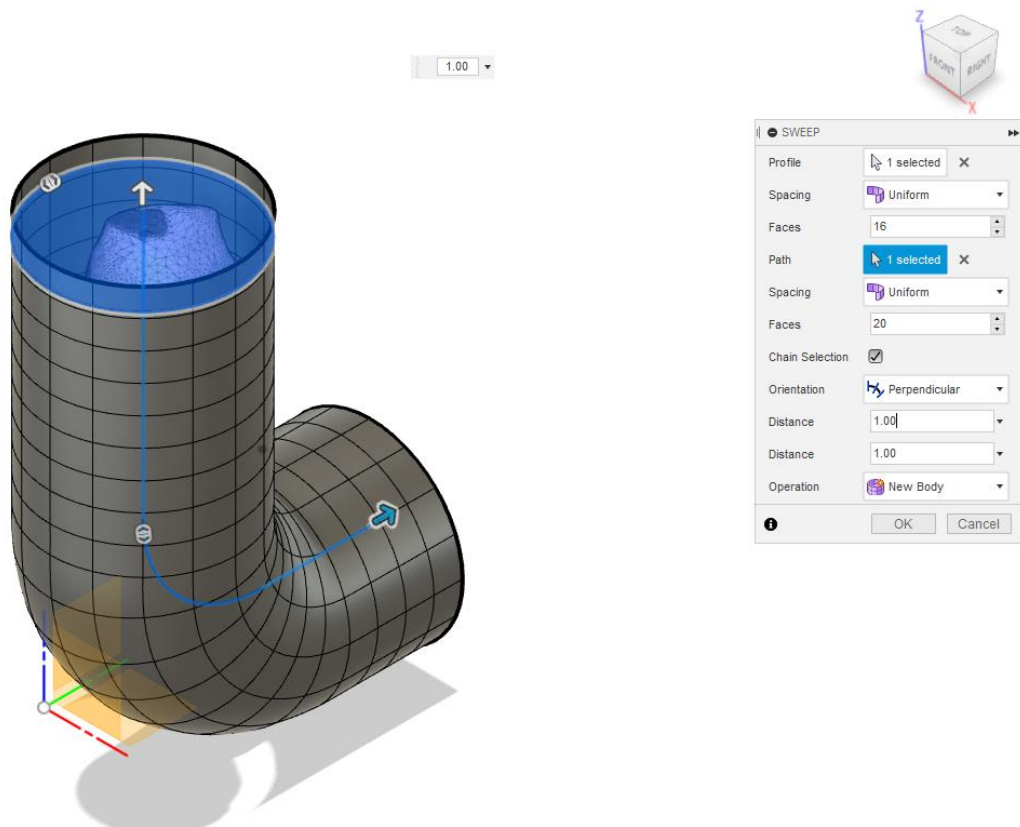 1.00
Z
TOP
FRONT
RIGHT
X
SWEEP
Profile 1 selected
Spacing Uniform
Faces 16
Path 1 selected
Spacing Uniform
Faces 20
Chain Selection
Orientation Perpendicular
Distance 1.00
Distance 1.00
Operation New Body
OK Cancel